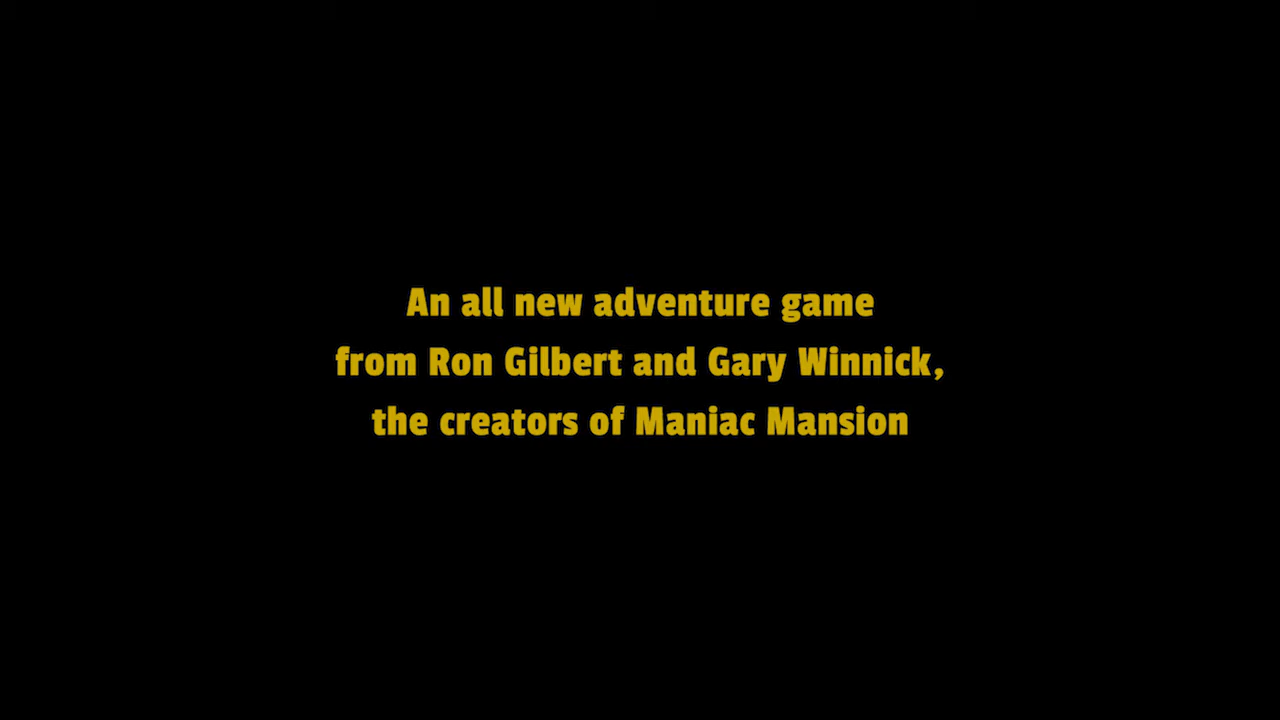 An all new adventure game
from Ron Gilbert and Gary Winnick,
the creators of Maniac Mansion